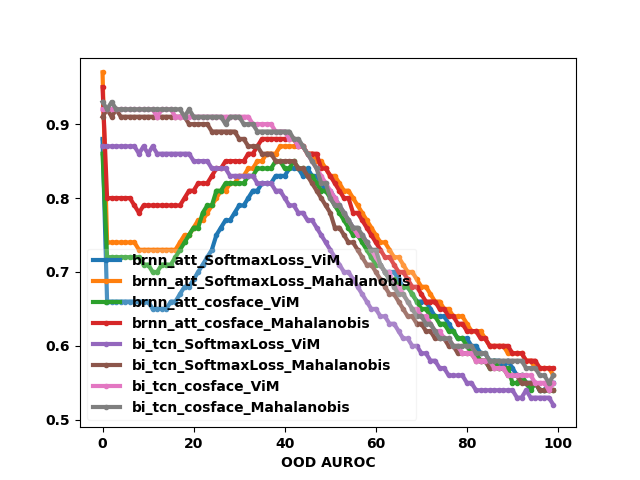 0.9
0.8
0.7
0.6
0.5
brnn_att_SoftmaxLoss_ViM
brnn_att_SoftmaxLoss_Mahalanobis
brnn_att_cosface_ViM
brnn_att_cosface_Mahalanobis
bi_tcn_SoftmaxLoss_ViM
bi_tcn_SoftmaxLoss_Mahalanobis
bi_tcn_cosface_ViM
bi_tcn_cosface_Mahalanobis
0 20 40 60 80 100
OOD AUROC